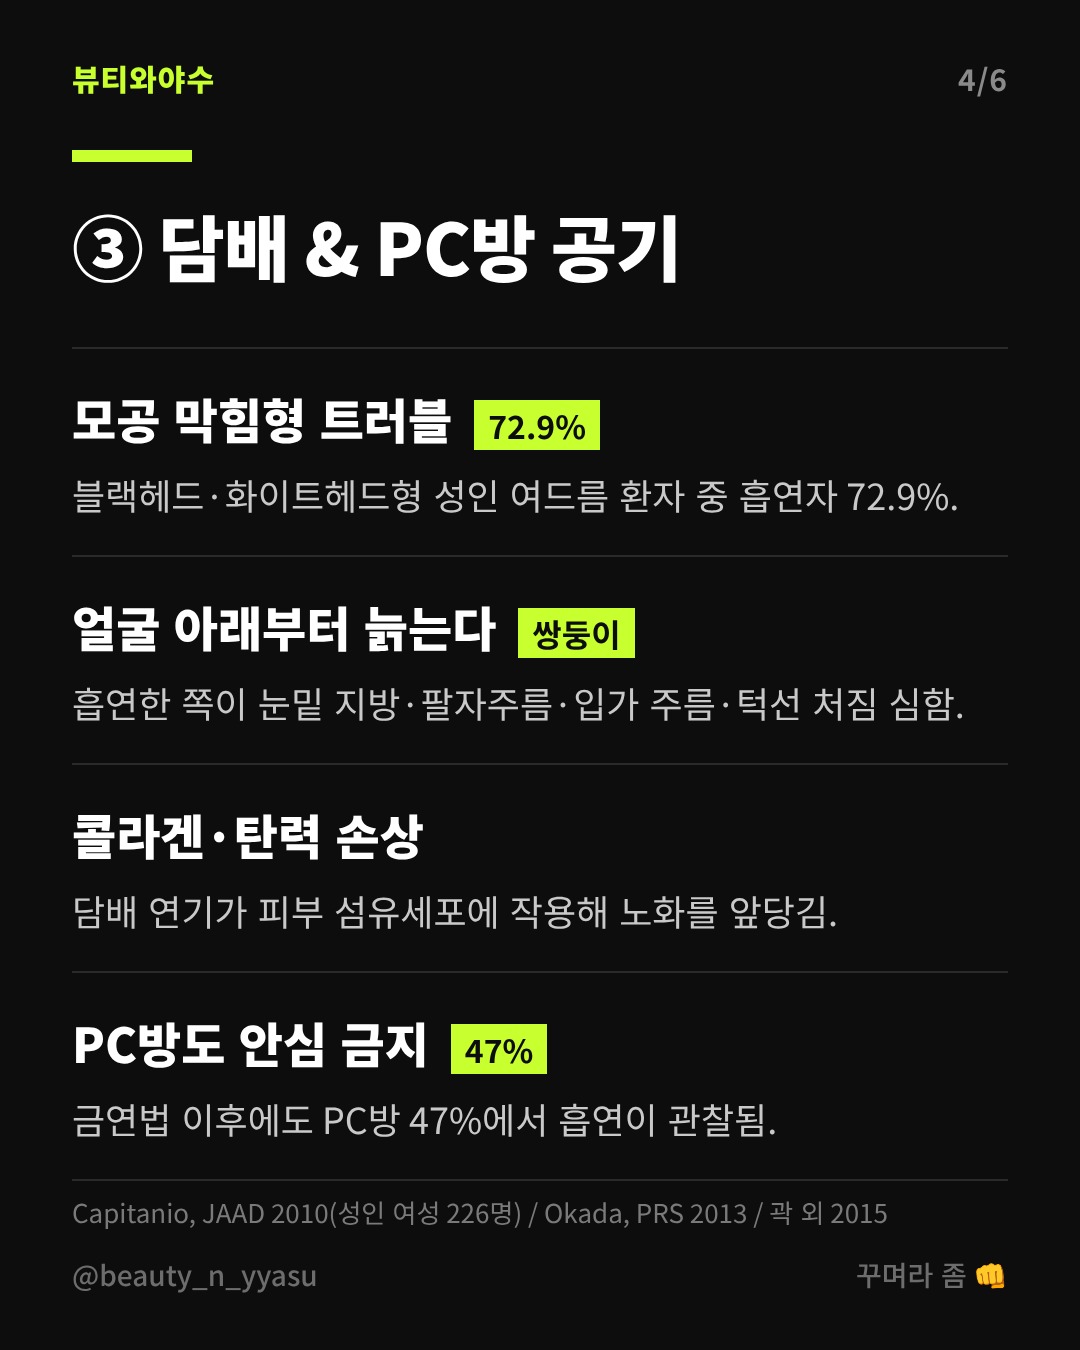 뷰티와야수
4/6
③ 담배 & PC방 공기
모공 막힘형 트러블 72.9%
블랙헤드·화이트헤드형 성인 여드름 환자 중 흡연자 72.9%.
얼굴 아래부터 늙는다 쌍둥이
흡연한 쪽이 눈밑 지방·팔자주름·입가 주름·턱선 처짐 심함.
콜라겐·탄력 손상
담배 연기가 피부 섬유세포에 작용해 노화를 앞당김.
PC방도 안심 금지 47%
금연법 이후에도 PC방 47%에서 흡연이 관찰됨.
Capitanio, JAAD 2010(성인 여성 226명) / Okada, PRS 2013 / 곽 외 2015
@beauty_n_yyasu
꾸며라 좀 👊